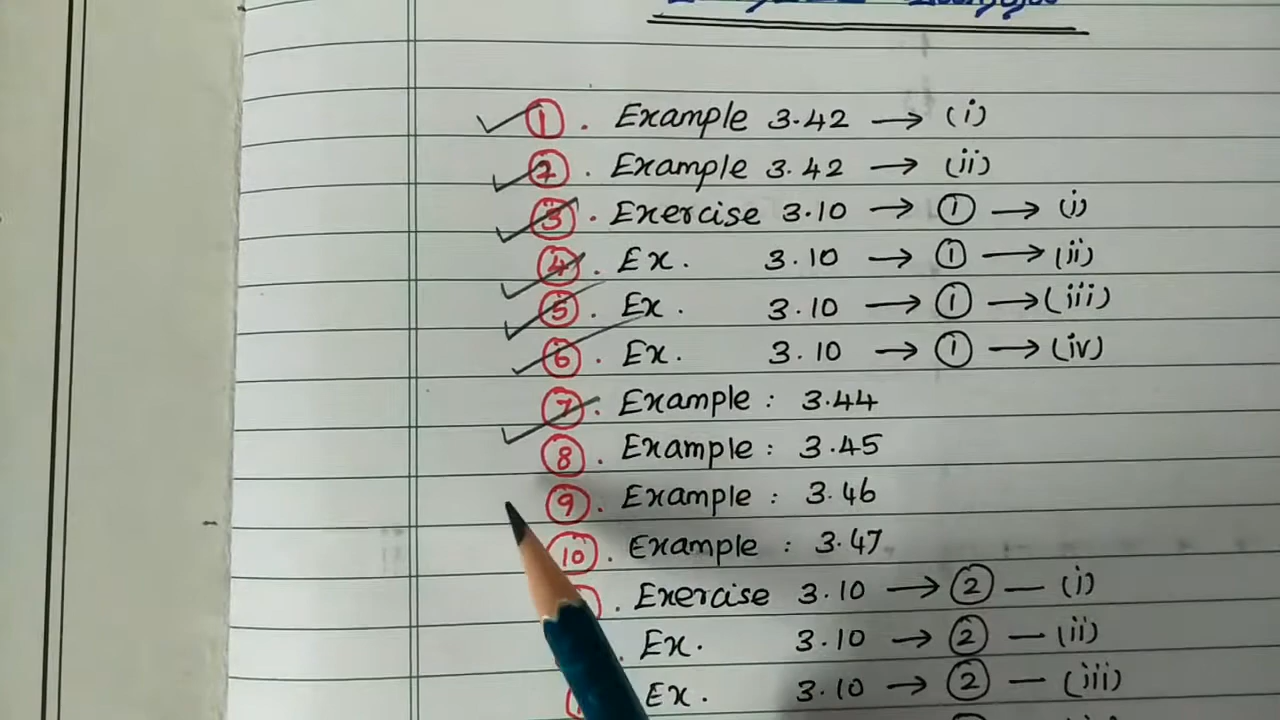 ① . Example 3.42 → (i)
② . Example 3.42 → (ii)
③ . Exercise 3.10 → ① → (i)
④ . Ex. 3.10 → ① → (ii)
⑤ . Ex. 3.10 → ① → (iii)
⑥ . Ex. 3.10 → ① → (iv)
⑦ . Example : 3.44
⑧ . Example : 3.45
⑨ . Example : 3.46
⑩ . Example : 3.47
. Exercise 3.10 → ② — (i)
. Ex. 3.10 → ② — (ii)
Ex. 3.10 → ② — (iii)